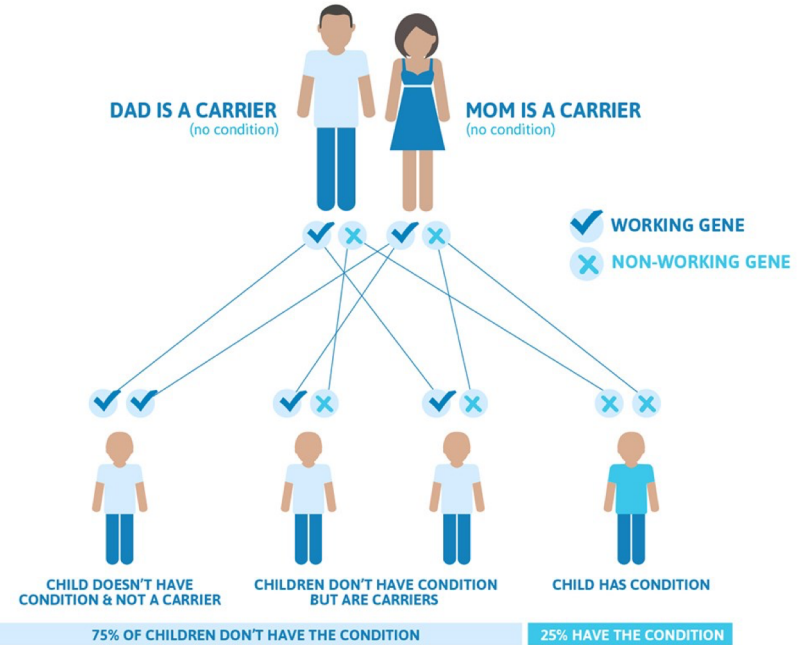 DAD IS A CARRIER
(no condition)
MOM IS A CARRIER
(no condition)
WORKING GENE
NON-WORKING GENE
CHILD DOESN'T HAVE
CONDITION & NOT A CARRIER
CHILDREN DON'T HAVE CONDITION
BUT ARE CARRIERS
CHILD HAS CONDITION
75% OF CHILDREN DON'T HAVE THE CONDITION
25% HAVE THE CONDITION